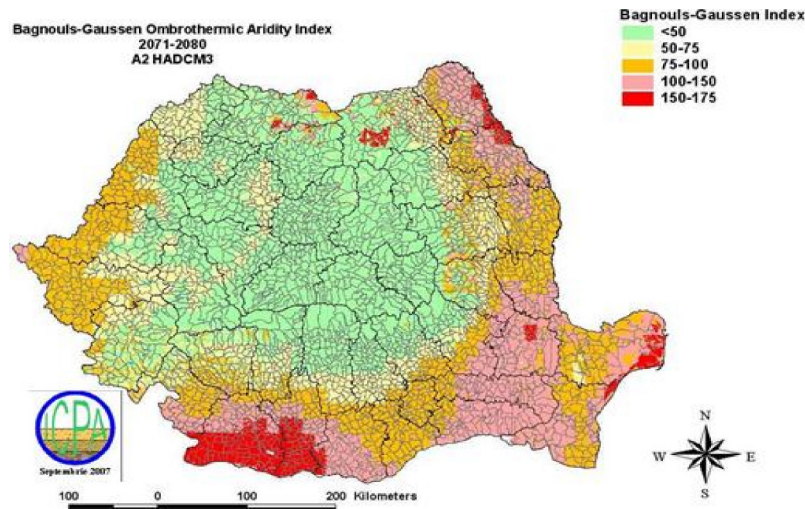 Bagnouls-Gaussen Ombrothermic Aridity Index
2071-2080
A2 HADCM3
Bagnouls-Gaussen Index
<50
50-75
75-100
100-150
150-175
ICPA
Septembrie 2007
N
W E
S
100 0 100 200 Kilometers